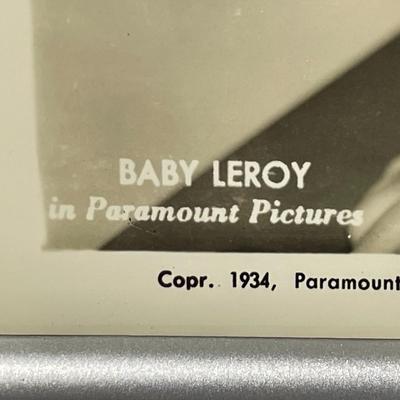 BABY LEROY
in Paramount Pictures
Copr. 1934, Paramount